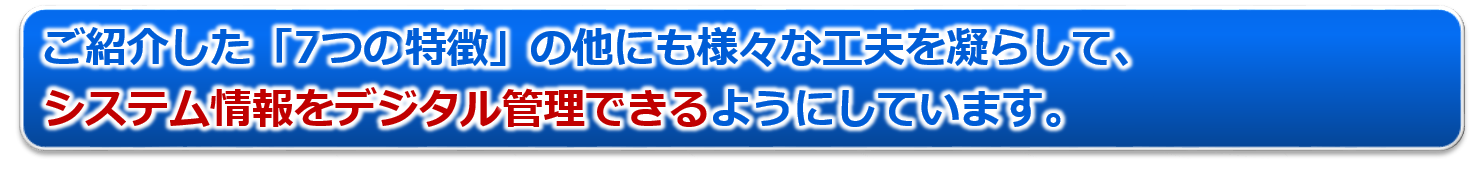 ご紹介した「7つの特徴」の他にも様々な工夫を凝らして、
システム情報をデジタル管理できるようにしています。